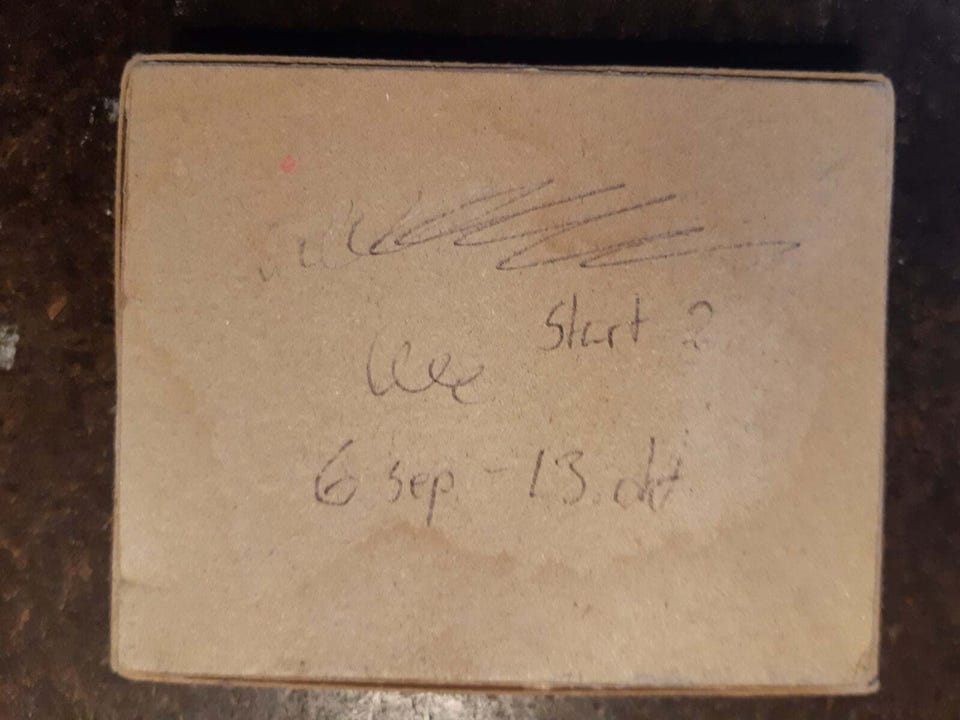 Start 2
6 sep - 13. okt